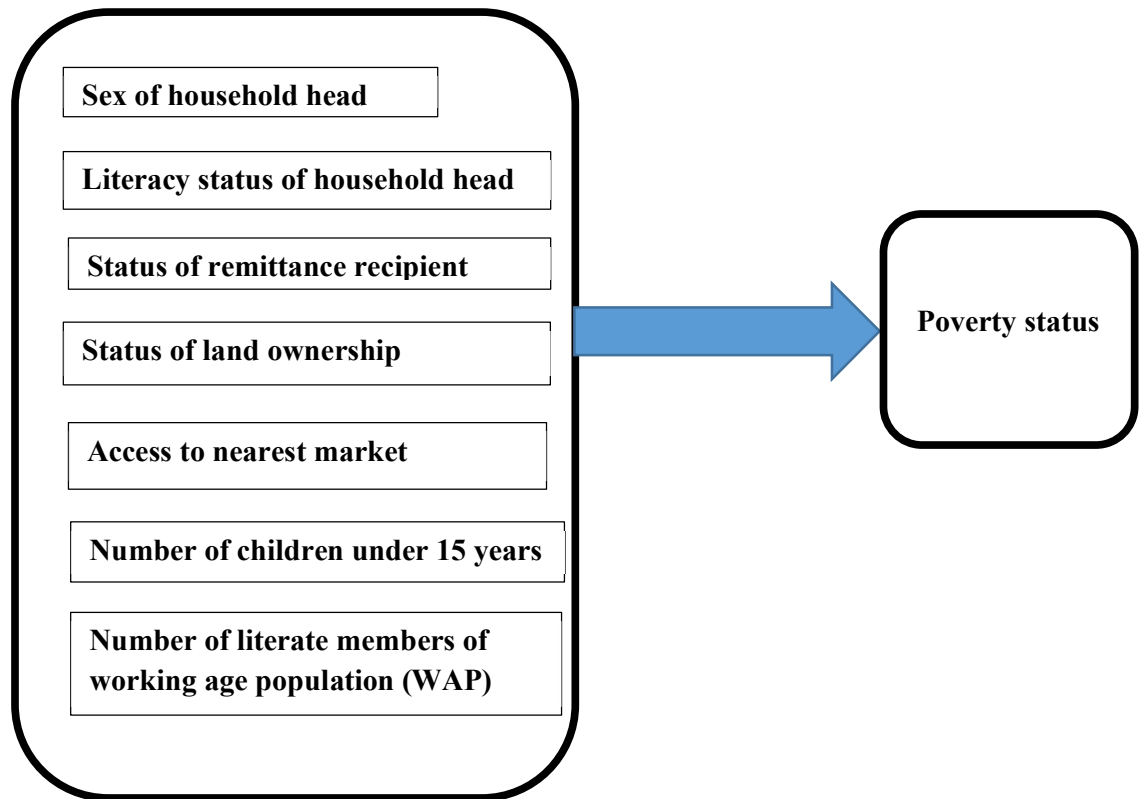 Sex of household head
Literacy status of household head
Status of remittance recipient
Status of land ownership
Access to nearest market
Number of children under 15 years
Number of literate members of
working age population (WAP)
Poverty status